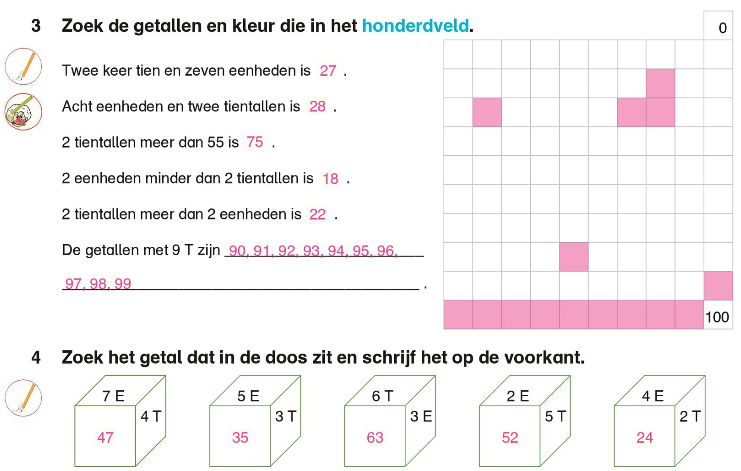 3 Zoek de getallen en kleur die in het honderdveld.
0
Twee keer tien en zeven eenheden is 27 .
Acht eenheden en twee tientallen is 28 .
2 tientallen meer dan 55 is 75 .
2 eenheden minder dan 2 tientallen is 18 .
2 tientallen meer dan 2 eenheden is 22 .
De getallen met 9 T zijn 90, 91, 92, 93, 94, 95, 96,
97, 98, 99 .
100
4 Zoek het getal dat in de doos zit en schrijf het op de voorkant.
7 E 5 E 6 T 2 E 4 E
4 T 3 T 3 E 5 T 2 T
47 35 63 52 24